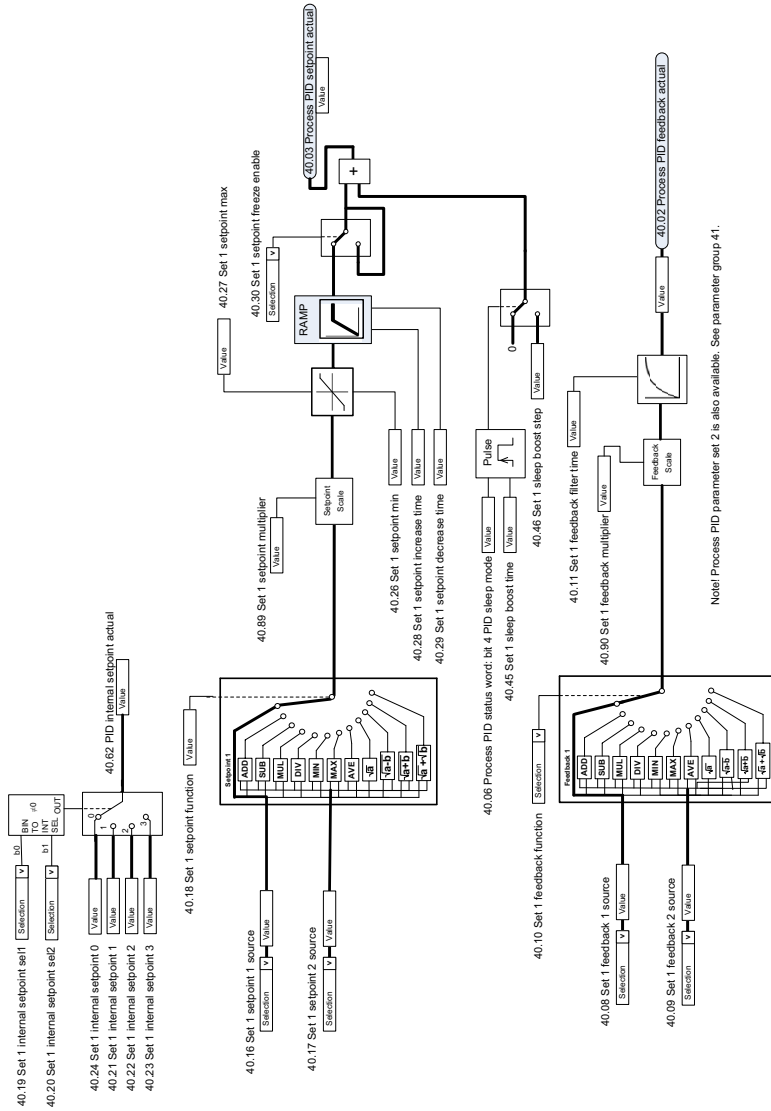 40.19 Set 1 internal setpoint sel1
Selection
v
b0
BIN
TO
INT
SEL
≠0
OUT
40.20 Set 1 internal setpoint sel2
Selection
v
b1
40.24 Set 1 internal setpoint 0
Value
0
40.21 Set 1 internal setpoint 1
Value
1
40.22 Set 1 internal setpoint 2
Value
2
40.23 Set 1 internal setpoint 3
Value
3
40.62 PID internal setpoint actual
Value
40.18 Set 1 setpoint function
Value
40.16 Set 1 setpoint 1 source
Selection
v
Value
40.17 Set 1 setpoint 2 source
Selection
v
Value
Setpoint 1
ADD
SUB
MUL
DIV
MIN
MAX
AVE
√a
√a-b
√a+b
√a+√b
40.89 Set 1 setpoint multiplier
Value
Setpoint
Scale
40.27 Set 1 setpoint max
Value
40.26 Set 1 setpoint min
Value
40.28 Set 1 setpoint increase time
Value
40.29 Set 1 setpoint decrease time
Value
RAMP
40.30 Set 1 setpoint freeze enable
Selection
v
+
40.03 Process PID setpoint actual
Value
40.06 Process PID status word: bit 4 PID sleep mode
Value
40.45 Set 1 sleep boost time
Value
Pulse
0
40.46 Set 1 sleep boost step
Value
40.10 Set 1 feedback function
Selection
v
40.08 Set 1 feedback 1 source
Selection
v
Value
40.09 Set 1 feedback 2 source
Selection
v
Value
Feedback 1
ADD
SUB
MUL
DIV
MIN
MAX
AVE
√a
√a-b
√a+b
√a+√b
40.90 Set 1 feedback multiplier
Value
Feedback
Scale
40.11 Set 1 feedback filter time
Value
Value
40.02 Process PID feedback actual
Note! Process PID parameter set 2 is also available. See parameter group 41.